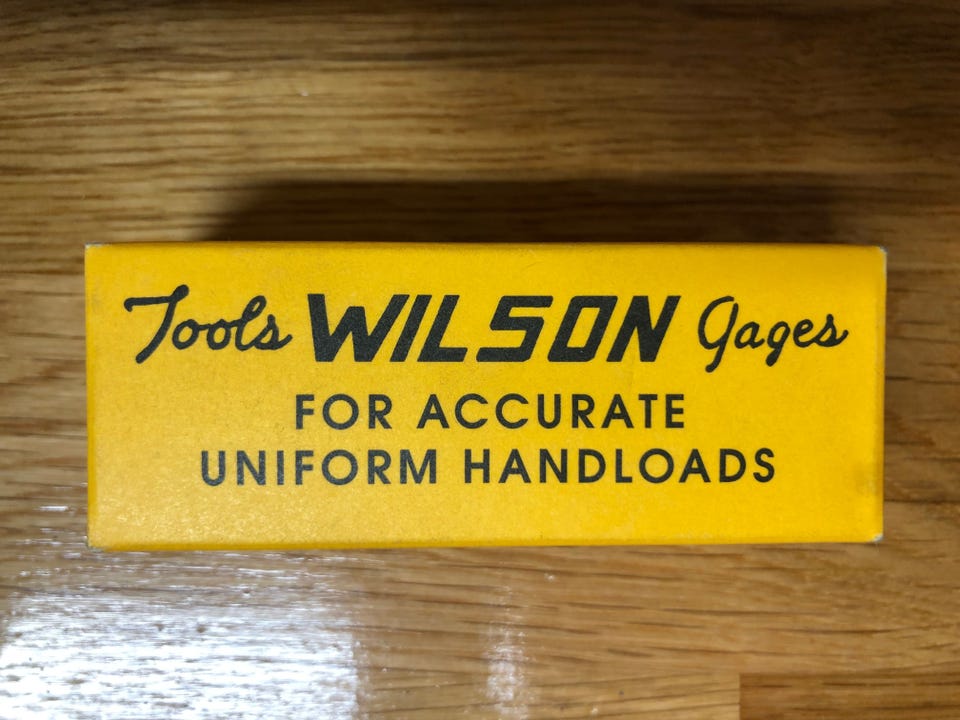 Tools WILSON Gages
FOR ACCURATE
UNIFORM HANDLOADS